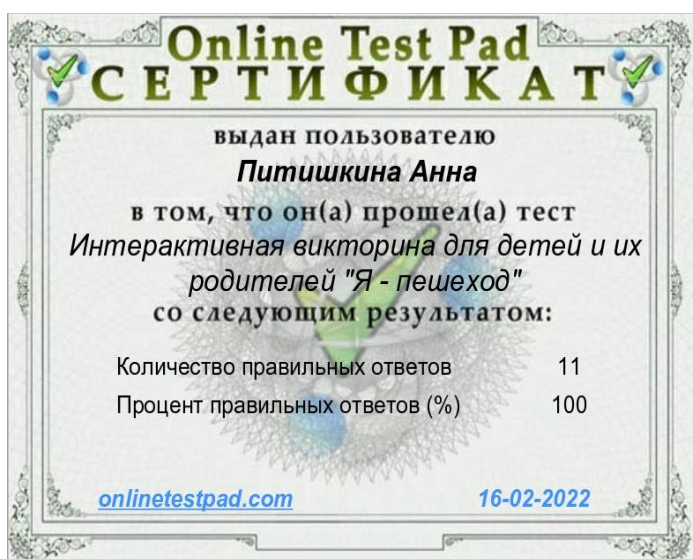 Online Test Pad
СЕРТИФИКАТ
выдан пользователю
Питишкина Анна
в том, что он(а) прошел(а) тест
Интерактивная викторина для детей и их
родителей "Я - пешеход"
со следующим результатом:
Количество правильных ответов 11
Процент правильных ответов (%) 100
onlinetestpad.com 16-02-2022